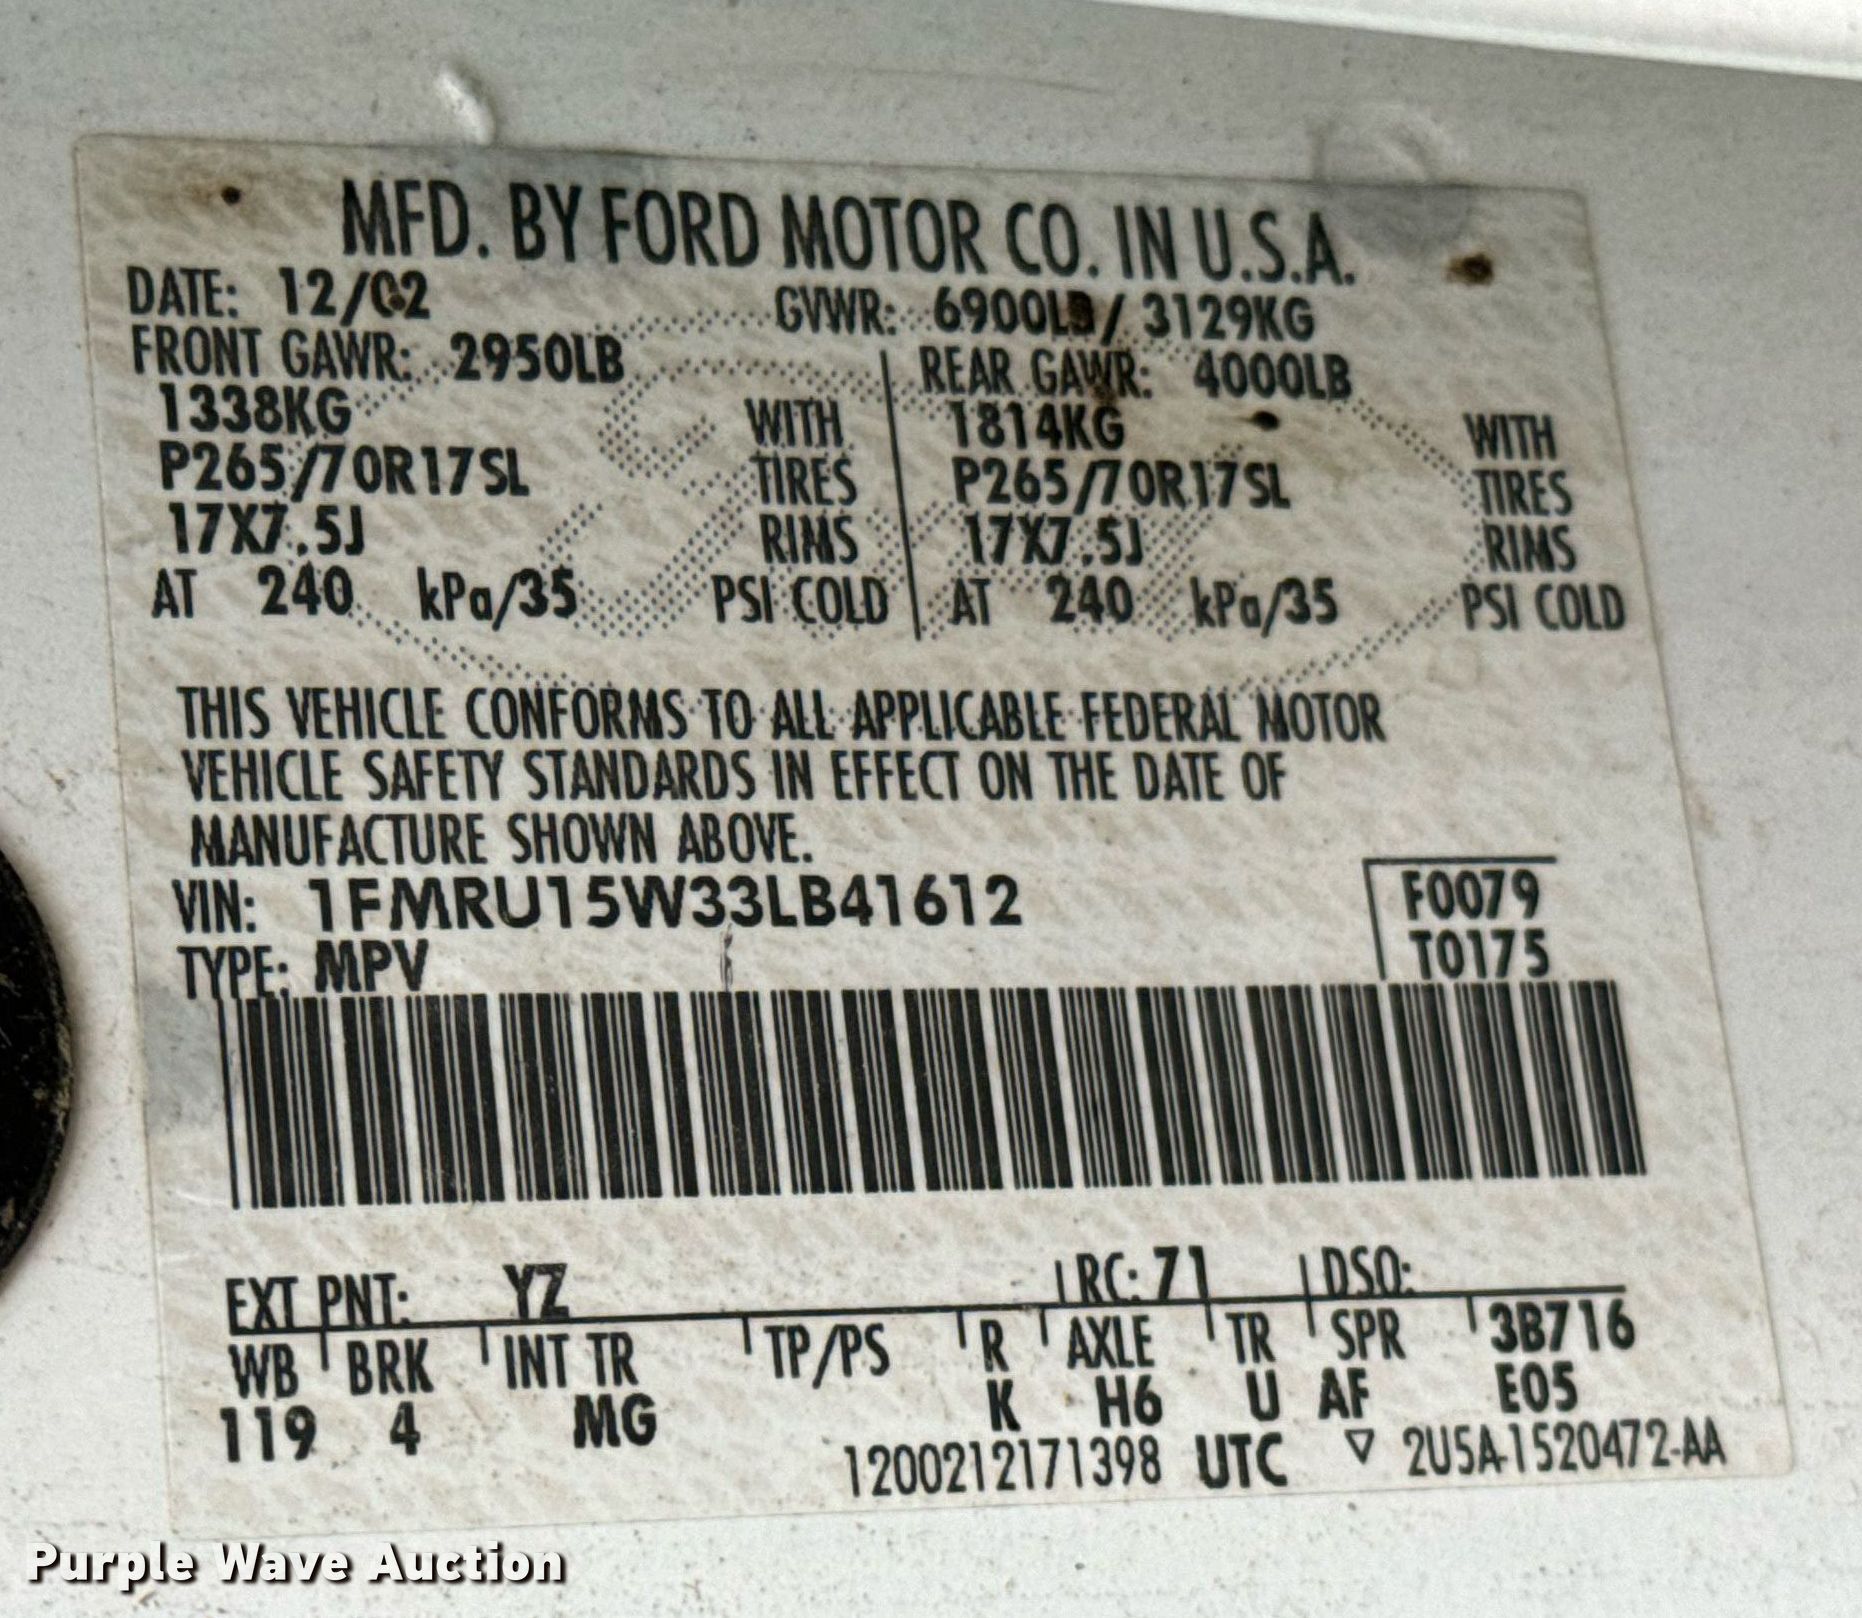 MFD. BY FORD MOTOR CO. IN U.S.A.
DATE: 12/02 GVWR: 6900LB/ 3129KG
FRONT GAWR: 2950LB REAR GAWR: 4000LB
1338KG WITH 1814KG WITH
P265/70R17SL TIRES P265/70R17SL TIRES
17X7.5J RIMS 17X7.5J RIMS
AT 240 kPa/35 PSI COLD AT 240 kPa/35 PSI COLD
THIS VEHICLE CONFORMS TO ALL APPLICABLE FEDERAL MOTOR
VEHICLE SAFETY STANDARDS IN EFFECT ON THE DATE OF
MANUFACTURE SHOWN ABOVE.
VIN: 1FMRU15W33LB41612 F0079
TYPE: MPV T0175
EXT PNT: YZ RC: 71 DSO:
WB BRK INT TR TP/PS R AXLE TR SPR 3B716
119 4 MG K H6 U AF E05
1200212171398 UTC ▽ 2U5A-1520472-AA
Purple Wave Auction